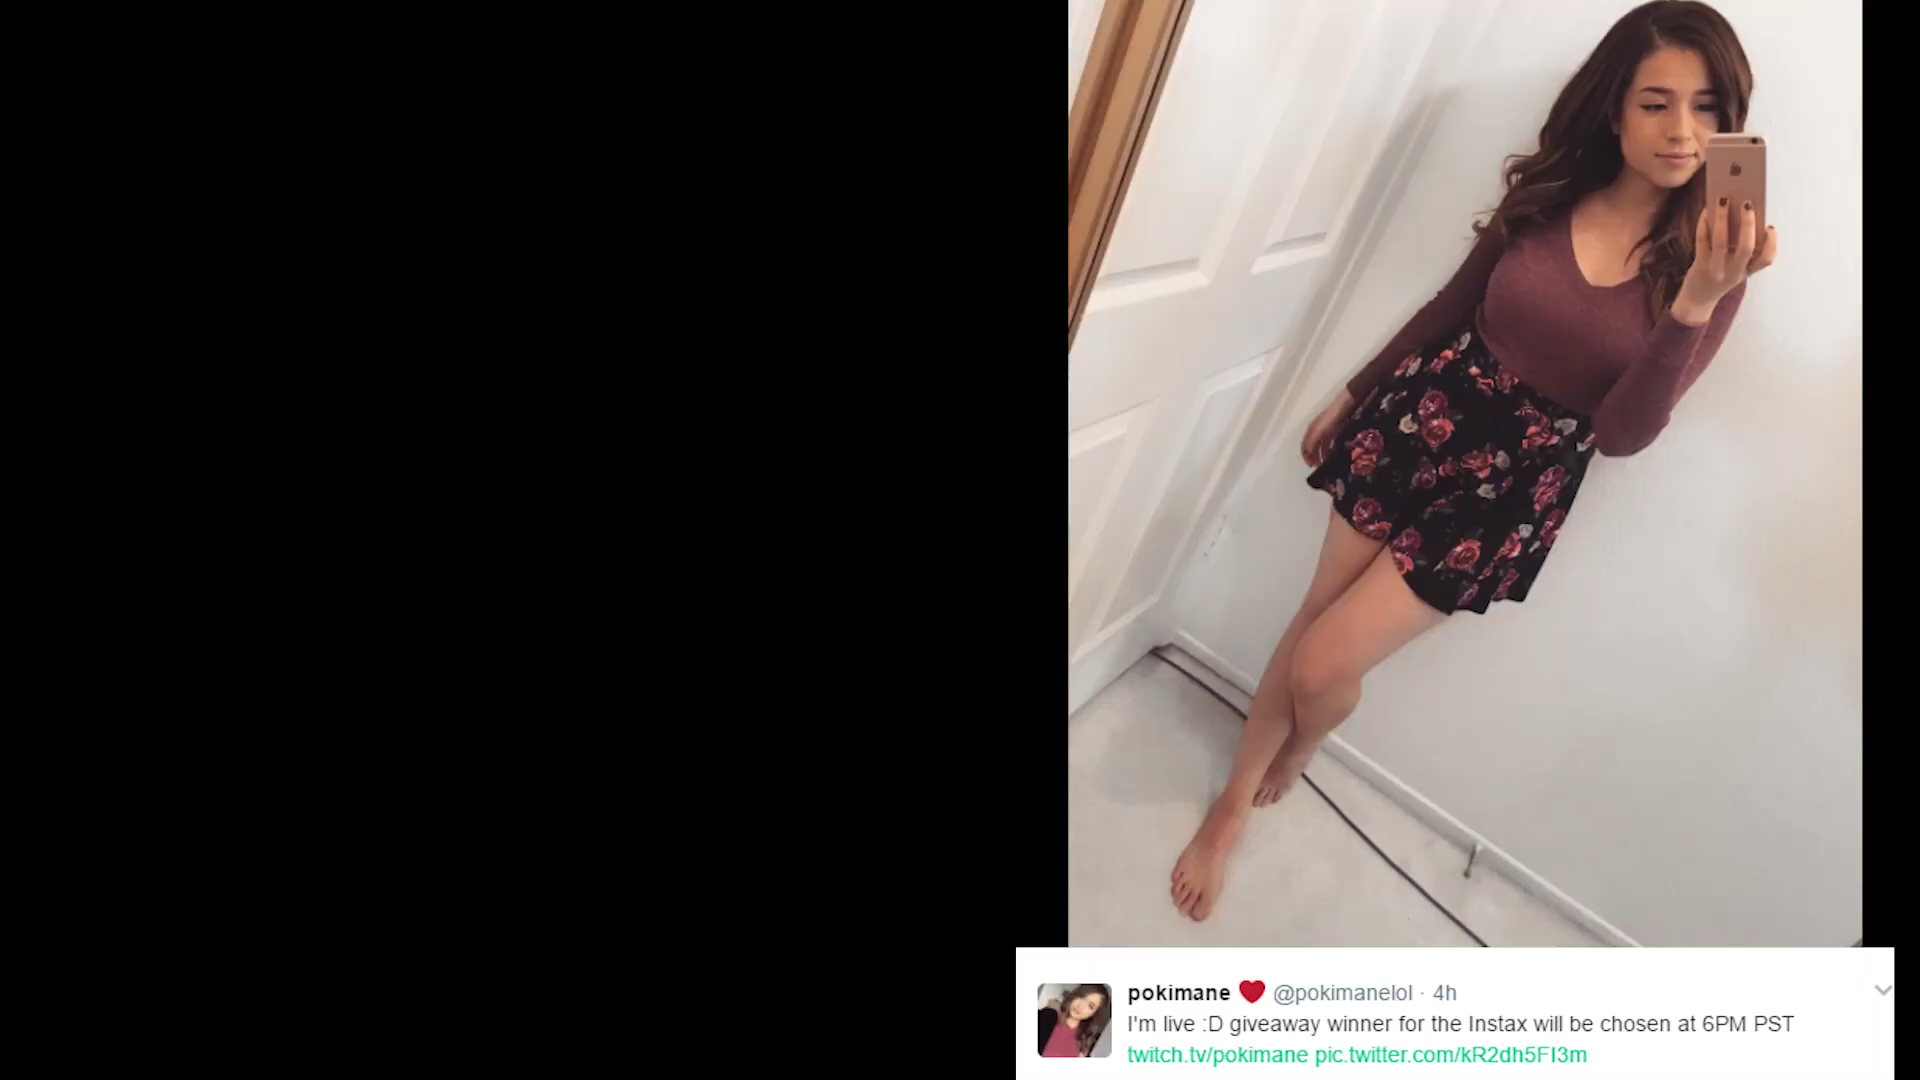 pokimane ❤ @pokimanelol · 4h
I'm live :D giveaway winner for the Instax will be chosen at 6PM PST
twitch.tv/pokimane pic.twitter.com/kR2dh5FI3m